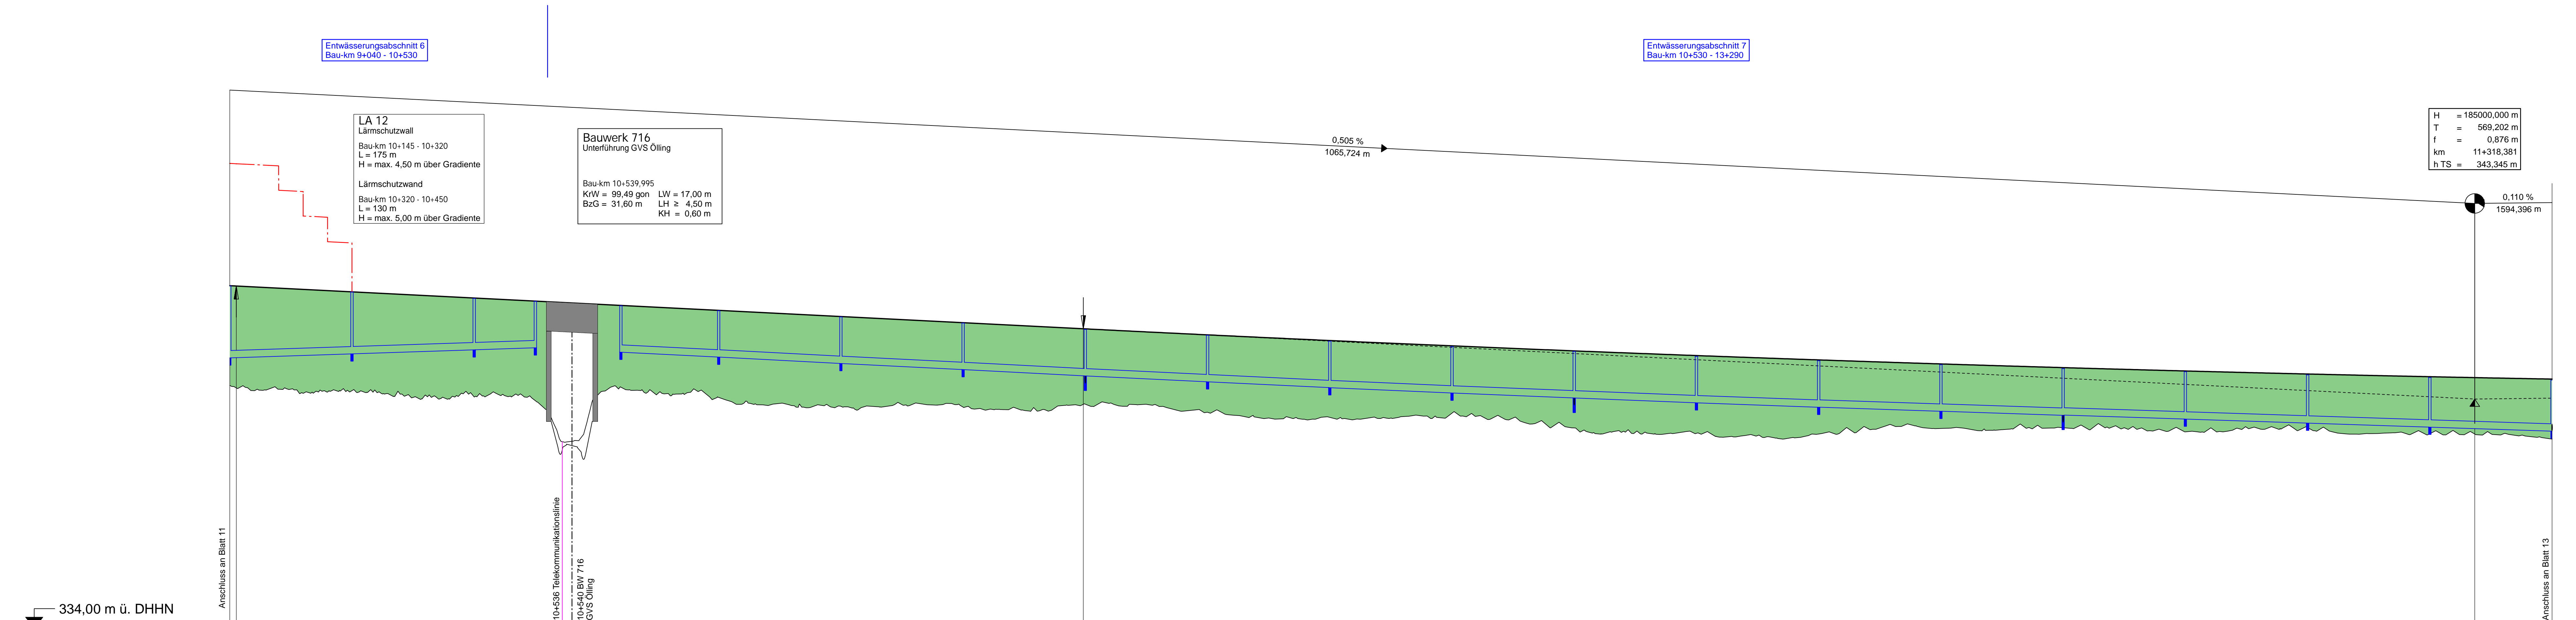 Entwässerungsabschnitt 6
Bau-km 9+040 - 10+530
Entwässerungsabschnitt 7
Bau-km 10+530 - 13+290
LA 12
Lärmschutzwall
Bau-km 10+145 - 10+320
L = 175 m
H = max. 4,50 m über Gradiente
Lärmschutzwand
Bau-km 10+320 - 10+450
L = 130 m
H = max. 5,00 m über Gradiente
Bauwerk 716
Unterführung GVS Ölling
Bau-km 10+539,995
KrW = 99,49 gon LW = 17,00 m
BzG = 31,60 m LH ≥ 4,50 m
KH = 0,60 m
0,505 %
1065,724 m
H = 185000,000 m
T = 569,202 m
f = 0,876 m
km 11+318,381
h TS = 343,345 m
0,110 %
1594,396 m
Anschluss an Blatt 11
10+536 Telekommunikationslinie
10+540 BW 716
GVS Ölling
Anschluss an Blatt 13
334,00 m ü. DHHN